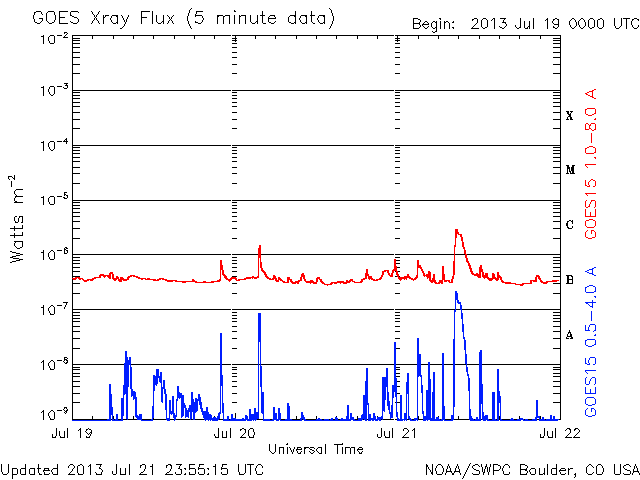 GOES Xray Flux (5 minute data)
Begin: 2013 Jul 19 0000 UTC
10-2
10-3
10-4
10-5
10-6
10-7
10-8
10-9
Watts m-2
X
M
C
B
A
GOES15 1.0-8.0 A
GOES15 0.5-4.0 A
Jul 19
Jul 20
Jul 21
Jul 22
Universal Time
Updated 2013 Jul 21 23:55:15 UTC
NOAA/SWPC Boulder, CO USA